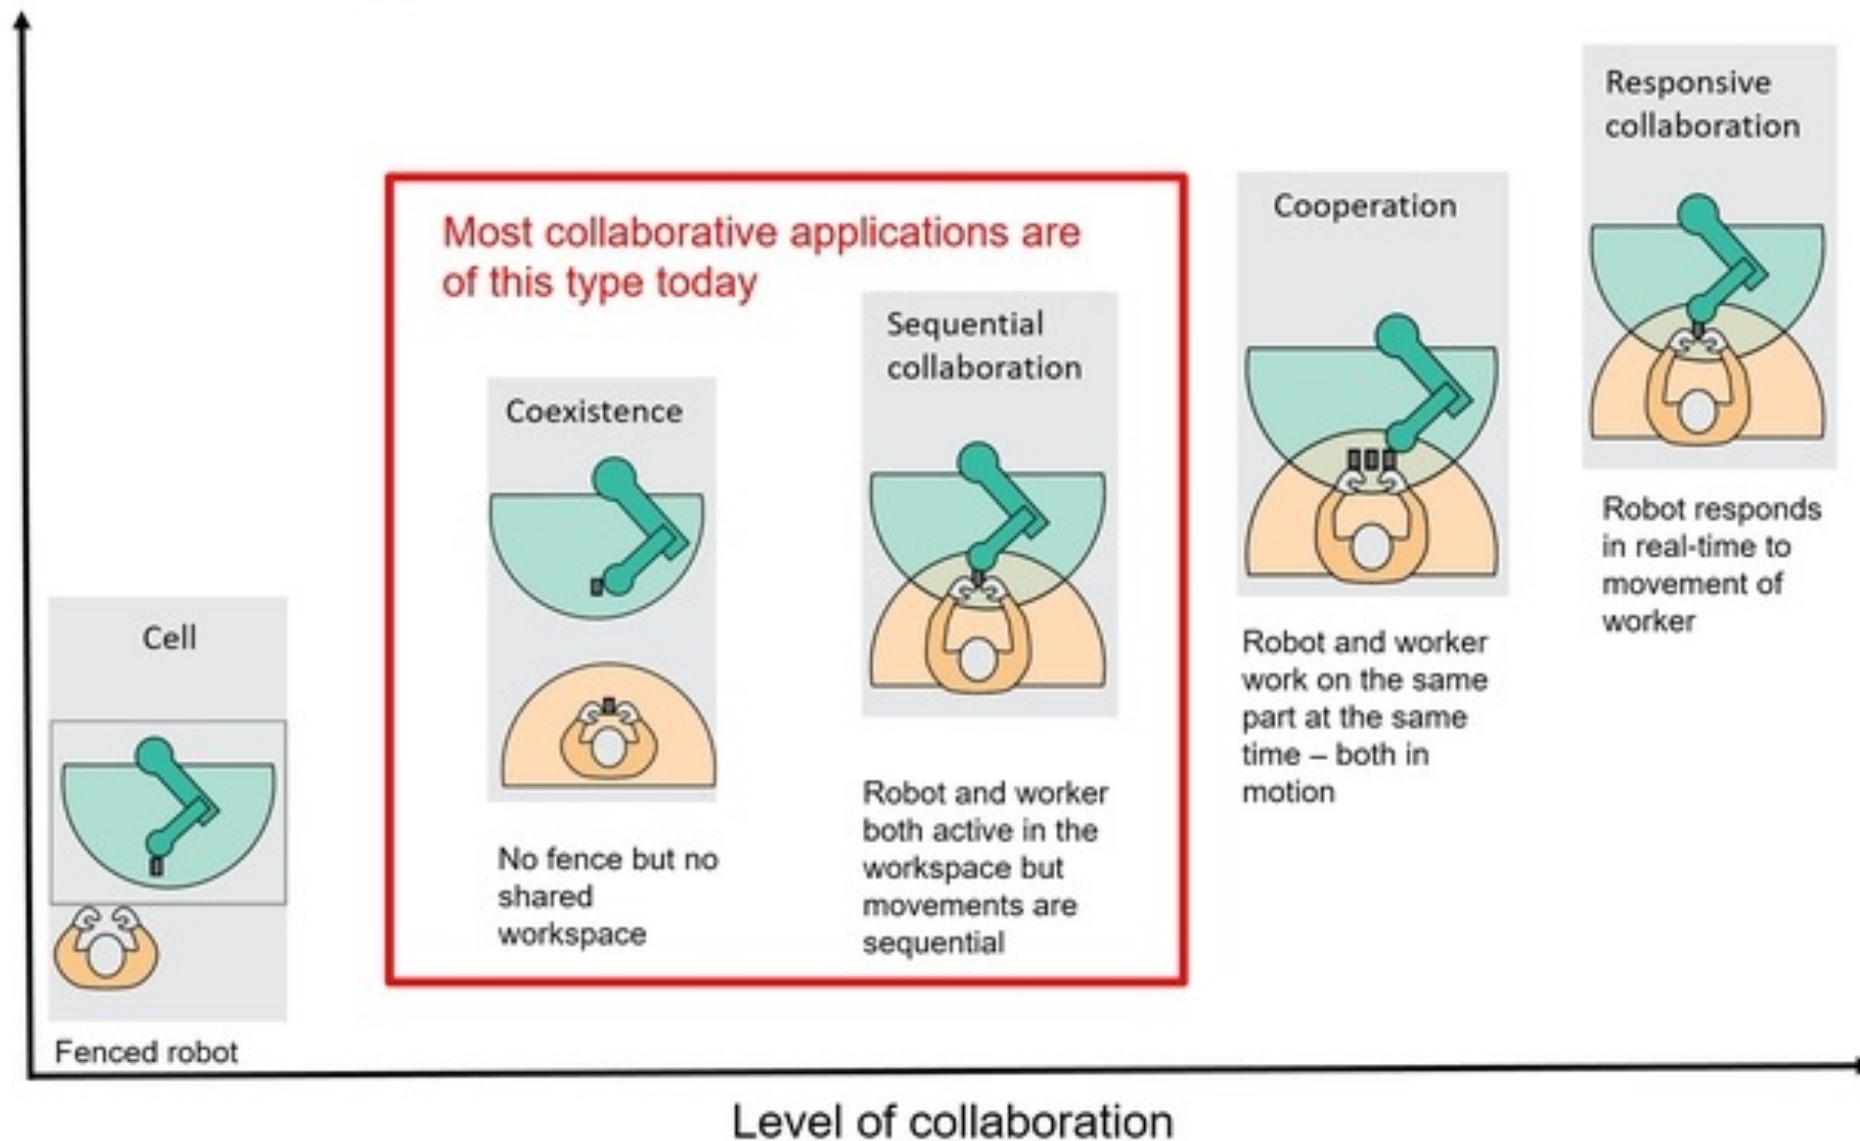 Responsive
collaboration
Cooperation
Most collaborative applications are
of this type today
Sequential
collaboration
Coexistence
Robot responds
in real-time to
movement of
worker
Cell
Robot and worker
work on the same
part at the same
time – both in
motion
Robot and worker
both active in the
workspace but
movements are
sequential
No fence but no
shared
workspace
Fenced robot
Level of collaboration